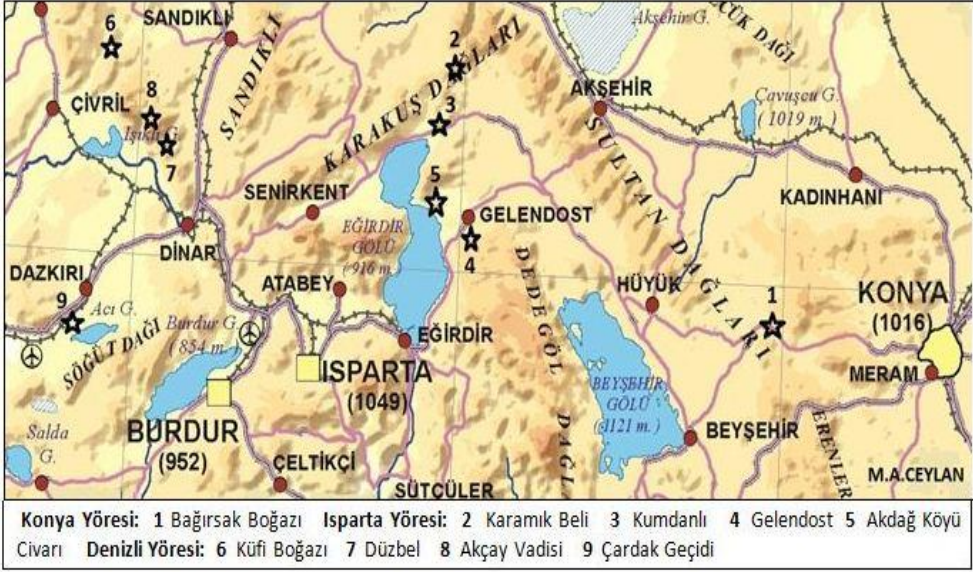 6
SANDIKLI
Akşehir G.
2
8
ÇİVRİL
Işıklı G.
7
SANDIKLI
KARAKUŞ DAĞLARI
3
AKŞEHİR
Çavuşçu G.
(1019 m.)
KADINHANI
SULTAN DAĞLARI
SENİRKENT
5
GELENDOST
4
EĞİRDİR
GÖLÜ
(916 m.)
DİNAR
DAZKIRI
9
Acı G.
SÖĞÜT DAĞI
Burdur G.
(854 m.)
ATABEY
EĞİRDİR
ISPARTA
(1049)
DEDEGÖL DAĞL
HÜYÜK
1
KONYA
(1016)
MERAM
BEYŞEHİR
GÖLÜ
(1121 m.)
BEYŞEHİR
ERENLER
Salda
G.
BURDUR
(952)
ÇELTİKÇİ
SÜTÇÜLER
M.A.CEYLAN
Konya Yöresi: 1 Bağırsak Boğazı Isparta Yöresi: 2 Karamık Beli 3 Kumdanlı 4 Gelendost 5 Akdağ Köyü
Civarı Denizli Yöresi: 6 Küfi Boğazı 7 Düzbel 8 Akçay Vadisi 9 Çardak Geçidi